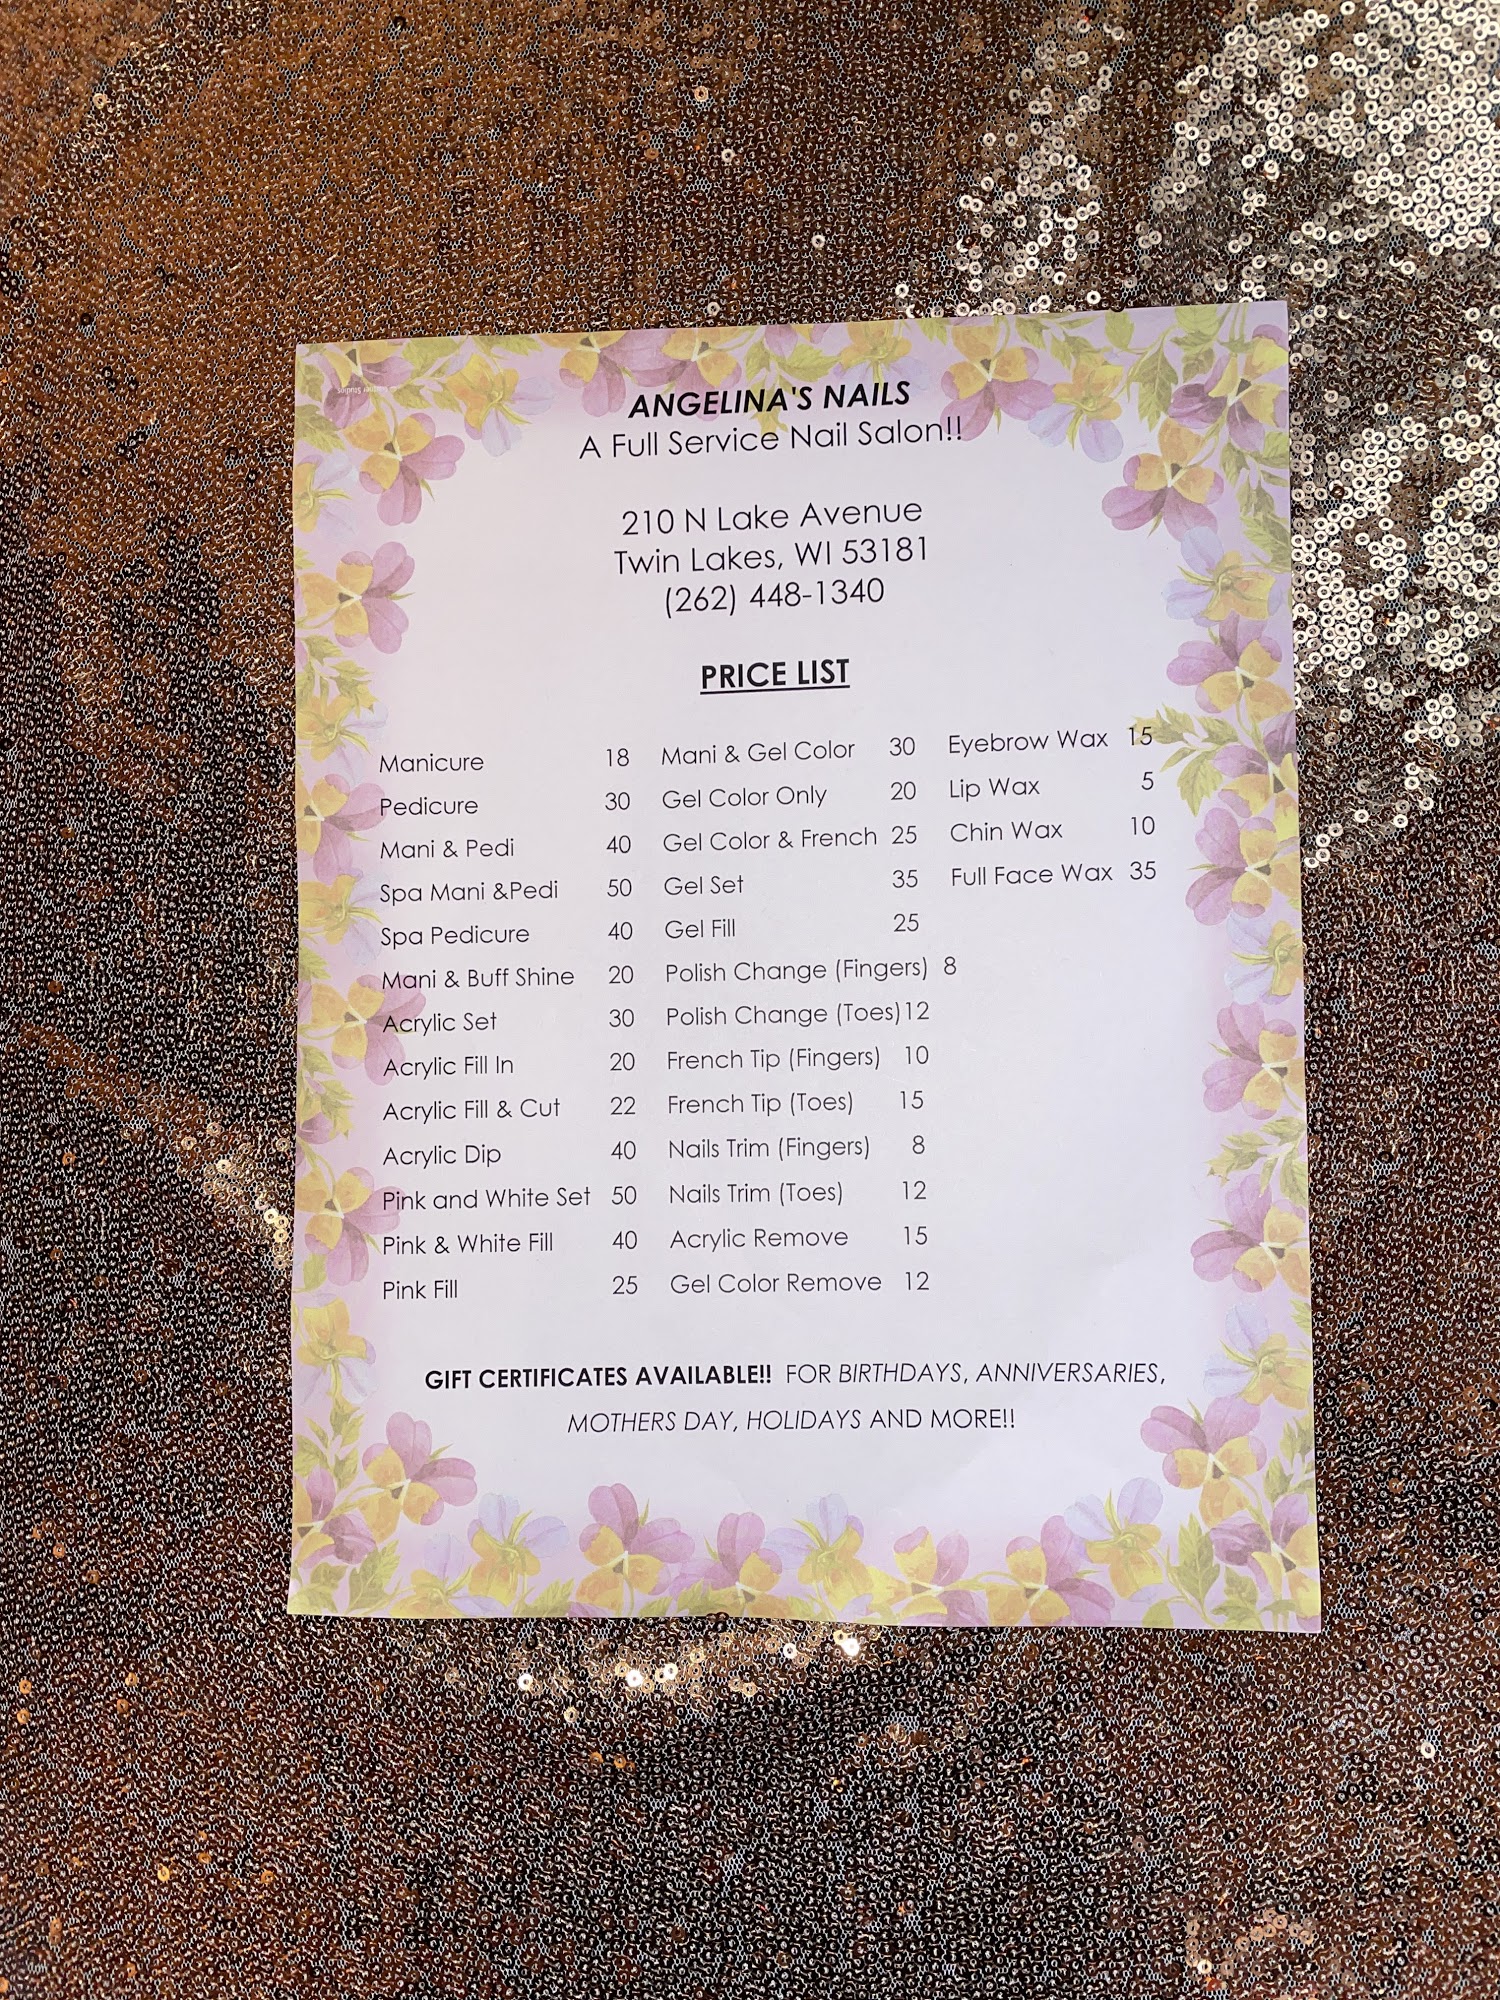 ANGELINA'S NAILS
A Full Service Nail Salon!!
210 N Lake Avenue
Twin Lakes, WI 53181
(262) 448-1340
PRICE LIST
Manicure 18 Mani & Gel Color 30 Eyebrow Wax 15
Pedicure 30 Gel Color Only 20 Lip Wax 5
Mani & Pedi 40 Gel Color & French 25 Chin Wax 10
Spa Mani &Pedi 50 Gel Set 35 Full Face Wax 35
Spa Pedicure 40 Gel Fill 25
Mani & Buff Shine 20 Polish Change (Fingers) 8
Acrylic Set 30 Polish Change (Toes) 12
Acrylic Fill In 20 French Tip (Fingers) 10
Acrylic Fill & Cut 22 French Tip (Toes) 15
Acrylic Dip 40 Nails Trim (Fingers) 8
Pink and White Set 50 Nails Trim (Toes) 12
Pink & White Fill 40 Acrylic Remove 15
Pink Fill 25 Gel Color Remove 12
GIFT CERTIFICATES AVAILABLE!! FOR BIRTHDAYS, ANNIVERSARIES,
MOTHERS DAY, HOLIDAYS AND MORE!!